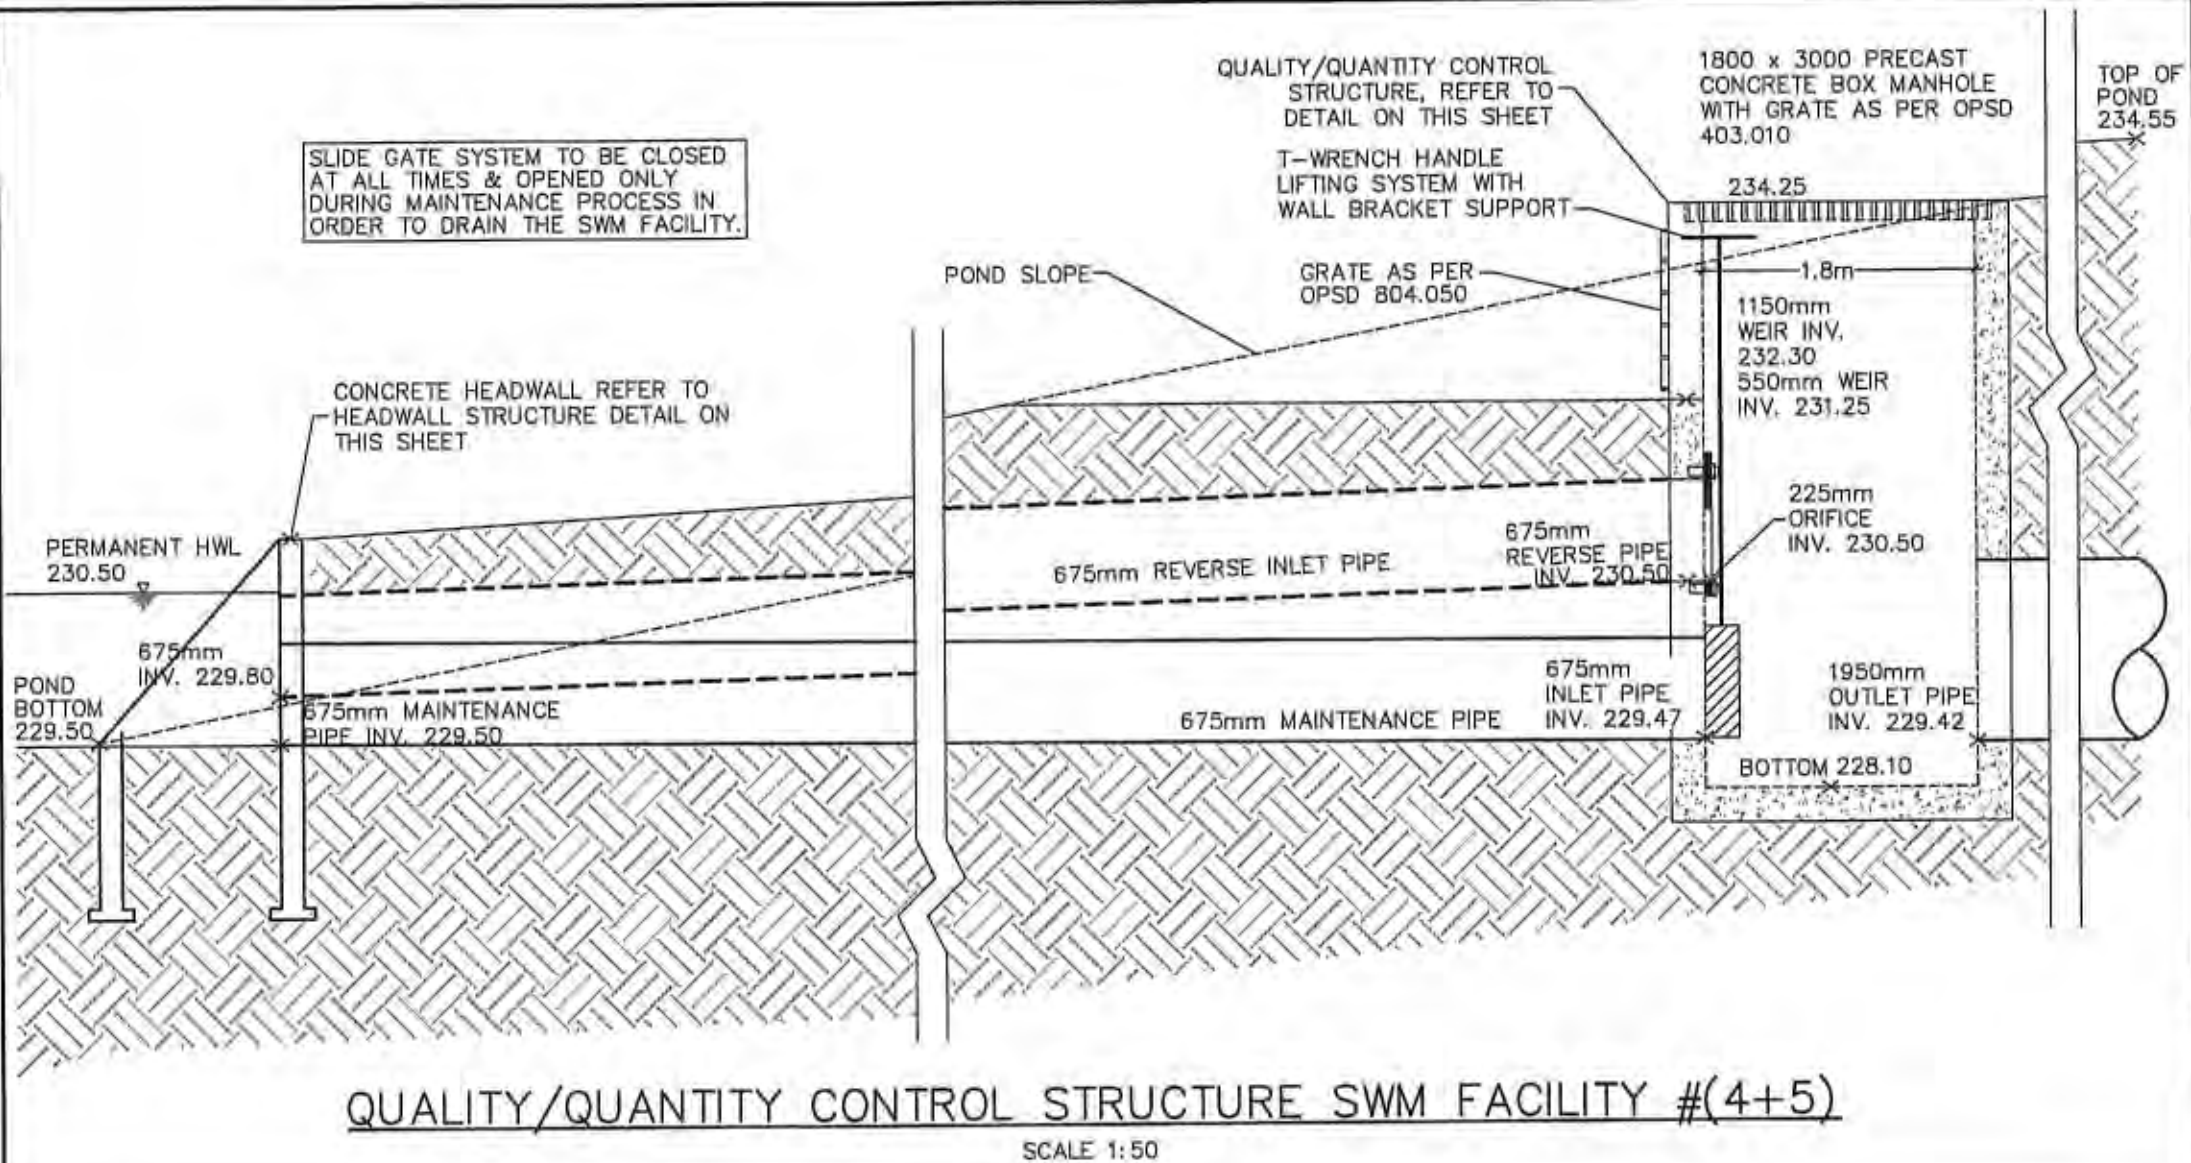 SLIDE GATE SYSTEM TO BE CLOSED
AT ALL TIMES & OPENED ONLY
DURING MAINTENANCE PROCESS IN
ORDER TO DRAIN THE SWM FACILITY.
QUALITY/QUANTITY CONTROL
STRUCTURE, REFER TO
DETAIL ON THIS SHEET
T-WRENCH HANDLE
LIFTING SYSTEM WITH
WALL BRACKET SUPPORT
1800 x 3000 PRECAST
CONCRETE BOX MANHOLE
WITH GRATE AS PER OPSD
403.010
TOP OF
POND
234.55
234.25
POND SLOPE
GRATE AS PER
OPSD 804.050
1.8m
1150mm
WEIR INV.
232.30
550mm WEIR
INV. 231.25
CONCRETE HEADWALL REFER TO
HEADWALL STRUCTURE DETAIL ON
THIS SHEET
225mm
ORIFICE
INV. 230.50
PERMANENT HWL
230.50
675mm REVERSE INLET PIPE
675mm
REVERSE PIPE
INV. 230.50
675mm
INV. 229.80
POND
BOTTOM
229.50
675mm MAINTENANCE
PIPE INV. 229.50
675mm MAINTENANCE PIPE
675mm
INLET PIPE
INV. 229.47
1950mm
OUTLET PIPE
INV. 229.42
BOTTOM 228.10
QUALITY/QUANTITY CONTROL STRUCTURE SWM FACILITY #(4+5)
SCALE 1:50